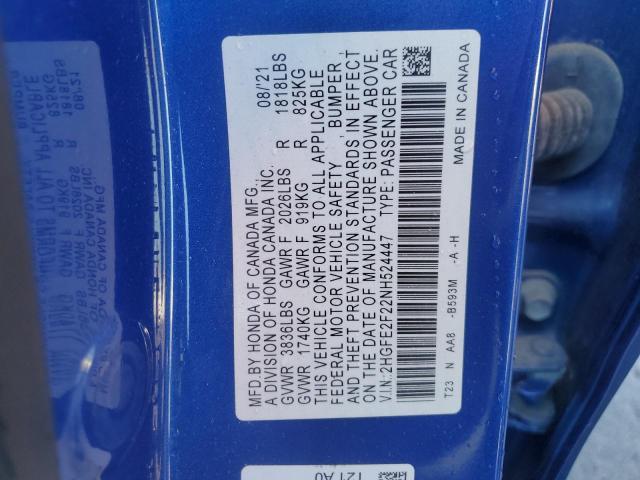 MFD.BY HONDA OF CANADA MFG., 08/'21
A DIVISION OF HONDA CANADA INC.
GVWR 3836LBS GAWR F 2026LBS R 1818LBS
GVWR 1740KG GAWR F 919KG R 825KG
THIS VEHICLE CONFORMS TO ALL APPLICABLE
FEDERAL MOTOR VEHICLE SAFETY, BUMPER,
AND THEFT PREVENTION STANDARDS IN EFFECT
ON THE DATE OF MANUFACTURE SHOWN ABOVE.
V.I.N.:2HGFE2F22NH524447 TYPE: PASSENGER CAR
T23 N AA8 -B593M -A -H
MADE IN CANADA